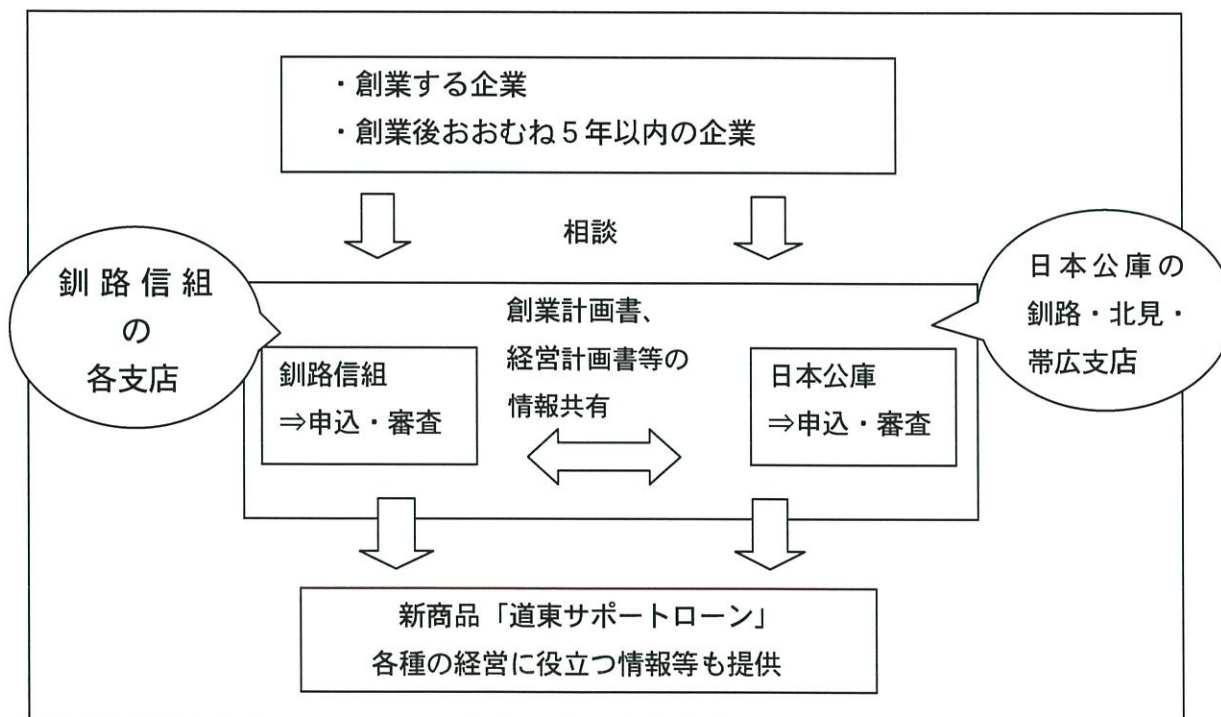 ・創業する企業
・創業後おおむね５年以内の企業
相談
釧路信組
の
各支店
日本公庫の
釧路・北見・
帯広支店
創業計画書、
経営計画書等の
情報共有
釧路信組
⇒申込・審査
日本公庫
⇒申込・審査
新商品「道東サポートローン」
各種の経営に役立つ情報等も提供